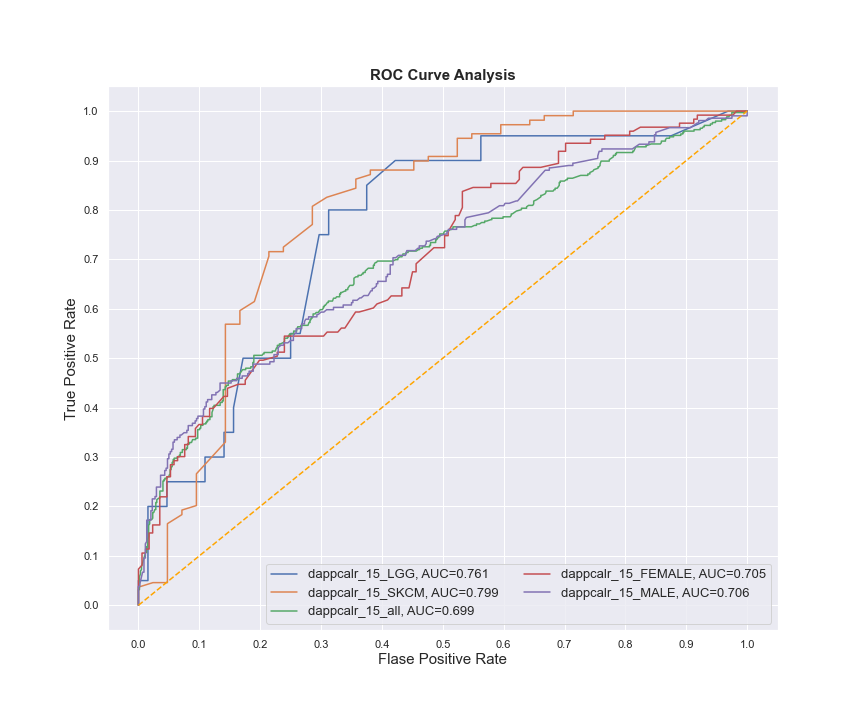 ROC Curve Analysis
True Positive Rate
1.0
0.9
0.8
0.7
0.6
0.5
0.4
0.3
0.2
0.1
0.0
dappcalr_15_LGG, AUC=0.761
dappcalr_15_SKCM, AUC=0.799
dappcalr_15_all, AUC=0.699
dappcalr_15_FEMALE, AUC=0.705
dappcalr_15_MALE, AUC=0.706
0.0 0.1 0.2 0.3 0.4 0.5 0.6 0.7 0.8 0.9 1.0
Flase Positive Rate